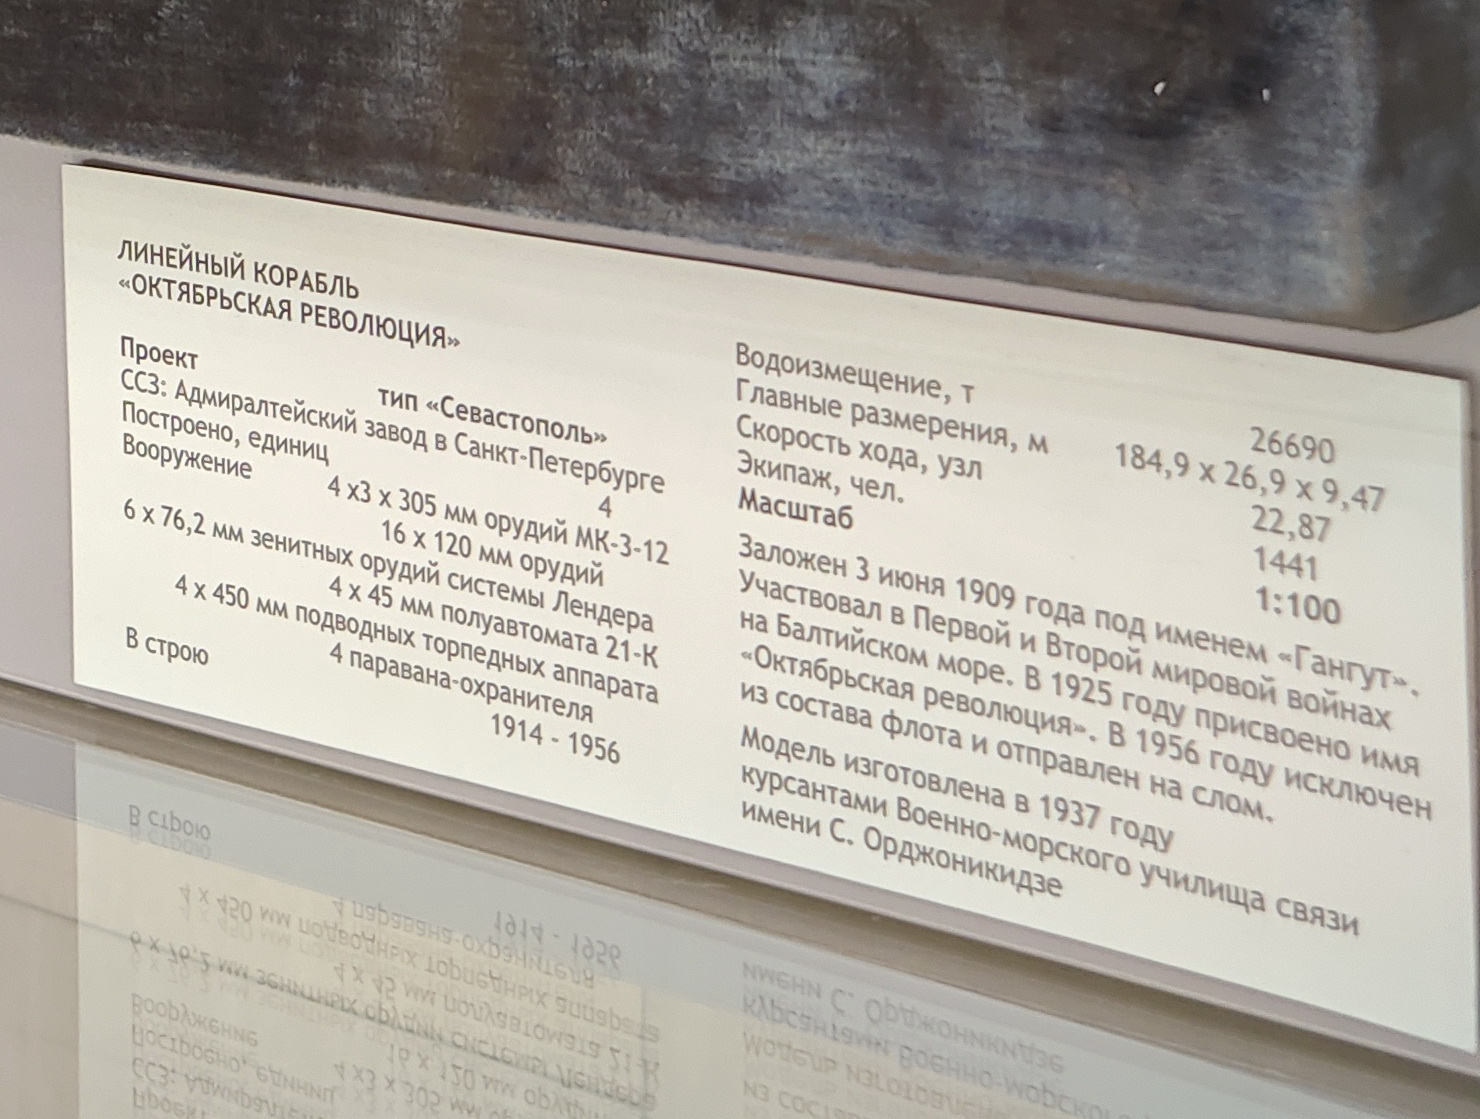 ЛИНЕЙНЫЙ КОРАБЛЬ
«ОКТЯБРЬСКАЯ РЕВОЛЮЦИЯ»
Проект тип «Севастополь»
ССЗ: Адмиралтейский завод в Санкт-Петербурге
Построено, единиц 4
Вооружение 4 x3 x 305 мм орудий МК-3-12
16 x 120 мм орудий
6 x 76,2 мм зенитных орудий системы Лендера
4 x 45 мм полуавтомата 21-К
4 x 450 мм подводных торпедных аппарата
4 паравана-охранителя
В строю 1914 - 1956
Водоизмещение, т 26690
Главные размерения, м 184,9 x 26,9 x 9,47
Скорость хода, узл 22,87
Экипаж, чел. 1441
Масштаб 1:100
Заложен 3 июня 1909 года под именем «Гангут».
Участвовал в Первой и Второй мировой войнах
на Балтийском море. В 1925 году присвоено имя
«Октябрьская революция». В 1956 году исключен
из состава флота и отправлен на слом.
Модель изготовлена в 1937 году
курсантами Военно-морского училища связи
имени С. Орджоникидзе